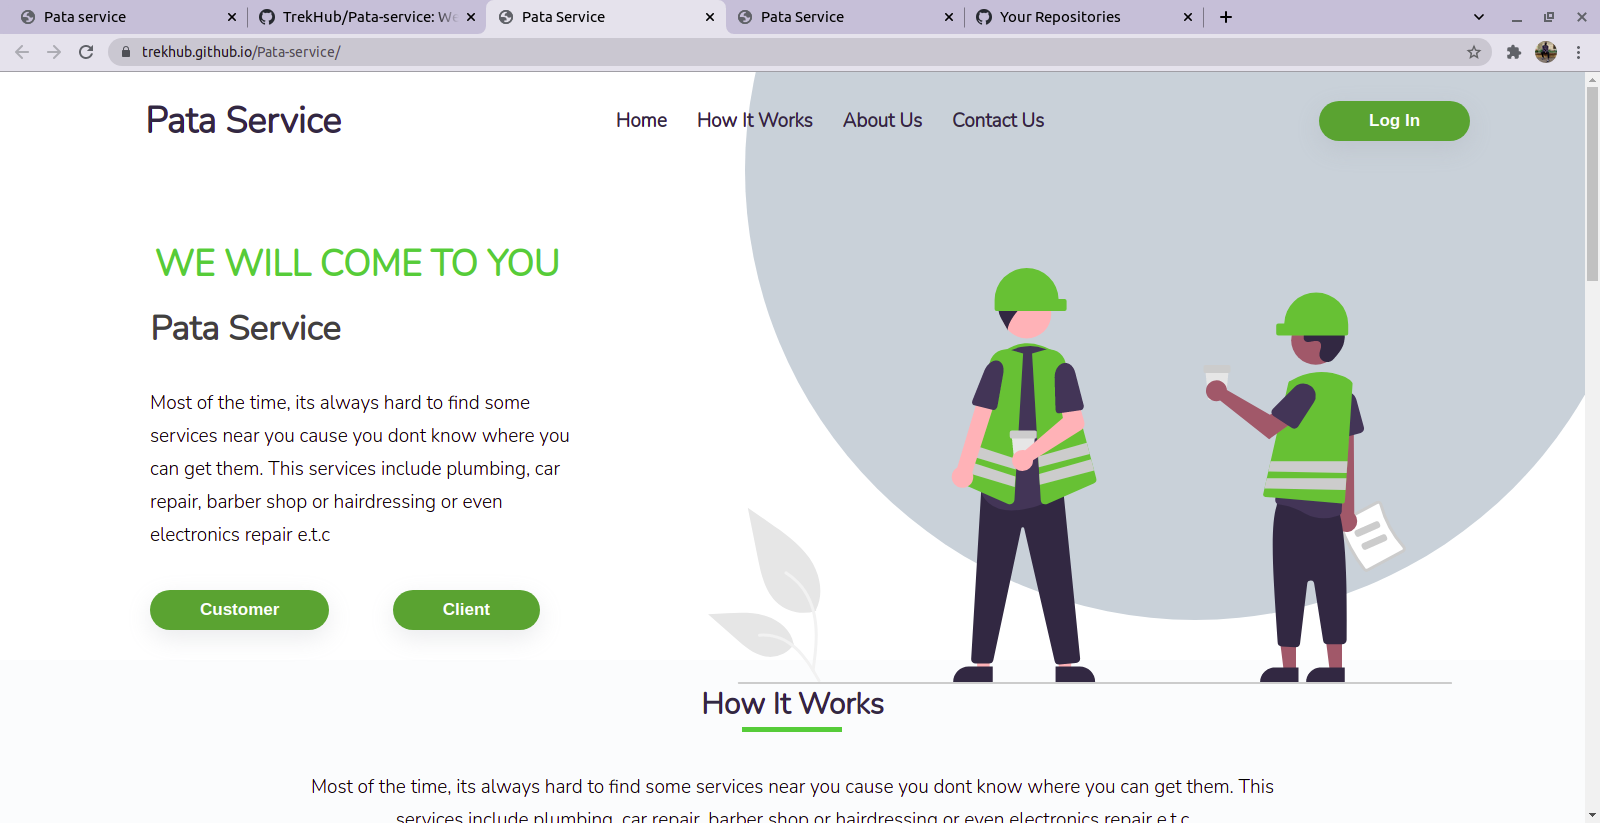 Pata service
TrekHub/Pata-service: We
Pata Service
Pata Service
Your Repositories
trekhub.github.io/Pata-service/
Pata Service
Home
How It Works
About Us
Contact Us
Log In
WE WILL COME TO YOU
Pata Service
Most of the time, its always hard to find some
services near you cause you dont know where you
can get them. This services include plumbing, car
repair, barber shop or hairdressing or even
electronics repair e.t.c
Customer
Client
How It Works
Most of the time, its always hard to find some services near you cause you dont know where you can get them. This
services include plumbing, car repair, barber shop or hairdressing or even electronics repair e.t.c